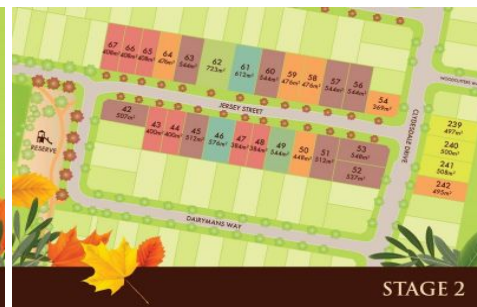 67
408m²
66
408m²
65
408m²
64
476m²
63
544m²
62
723m²
61
612m²
60
544m²
59
476m²
58
476m²
57
544m²
56
544m²
54
369m²
JERSEY STREET
CLYDESDALE DRIVE
42
507m²
43
400m²
44
400m²
45
512m²
46
576m²
47
384m²
48
384m²
49
544m²
50
448m²
51
512m²
53
548m²
52
537m²
239
497m²
240
500m²
241
508m²
242
495m²
RESERVE
DAIRYMANS WAY
STAGE 2